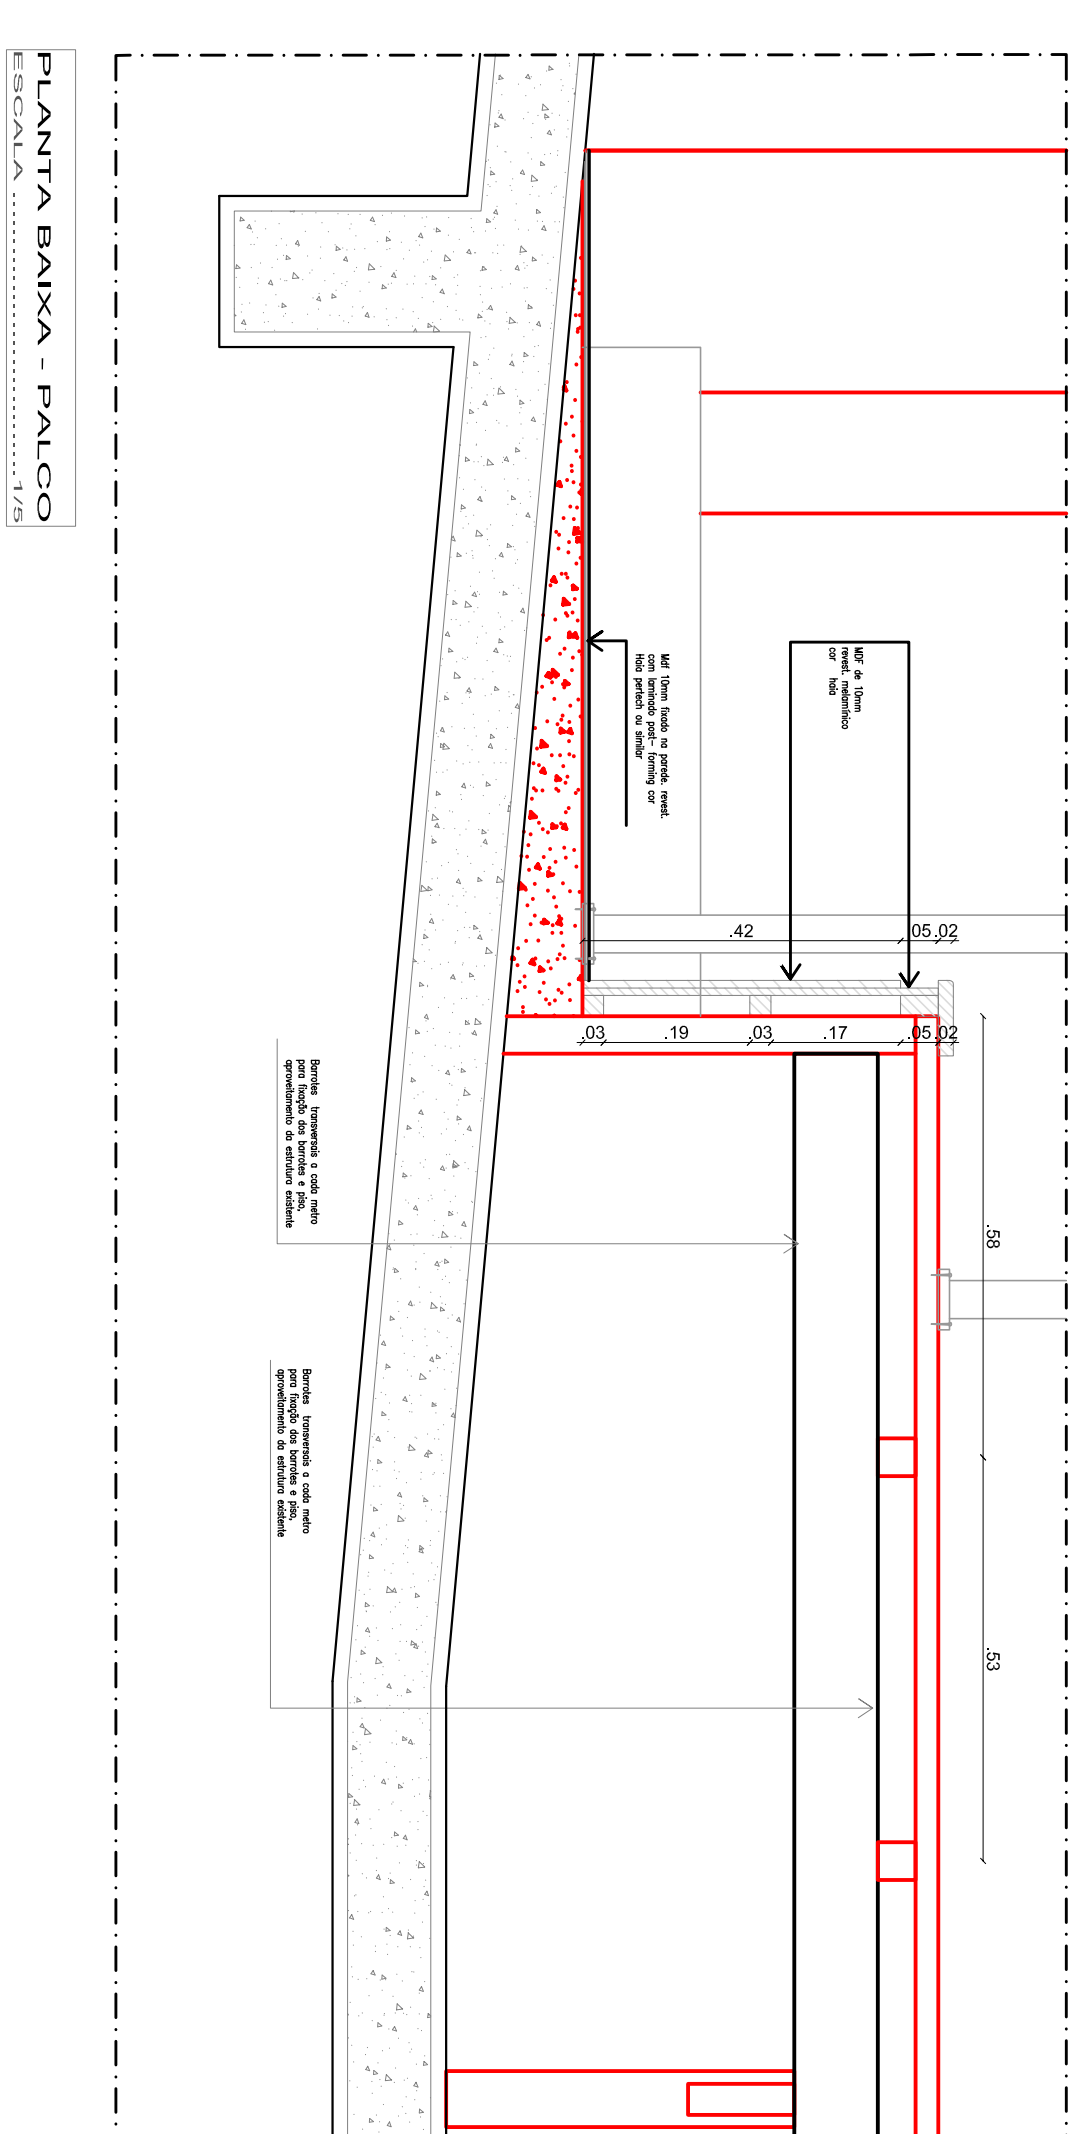 PLANTA BAIXA - PALCO
ESCALA ............................1/5
MDF de 10mm
revest. melamínico
cor haia
Mdf 10mm fixado na parede. revest.
com laminado post- forming cor
Haia pertech ou similar
.42
05
.02
.03
.19
.03
.17
.05
.02
.58
.53
Barrotes transversais a cada metro
para fixação dos barrotes e piso,
aproveitamento da estrutura existente
Barrotes transversais a cada metro
para fixação dos barrotes e piso,
aproveitamento da estrutura existente